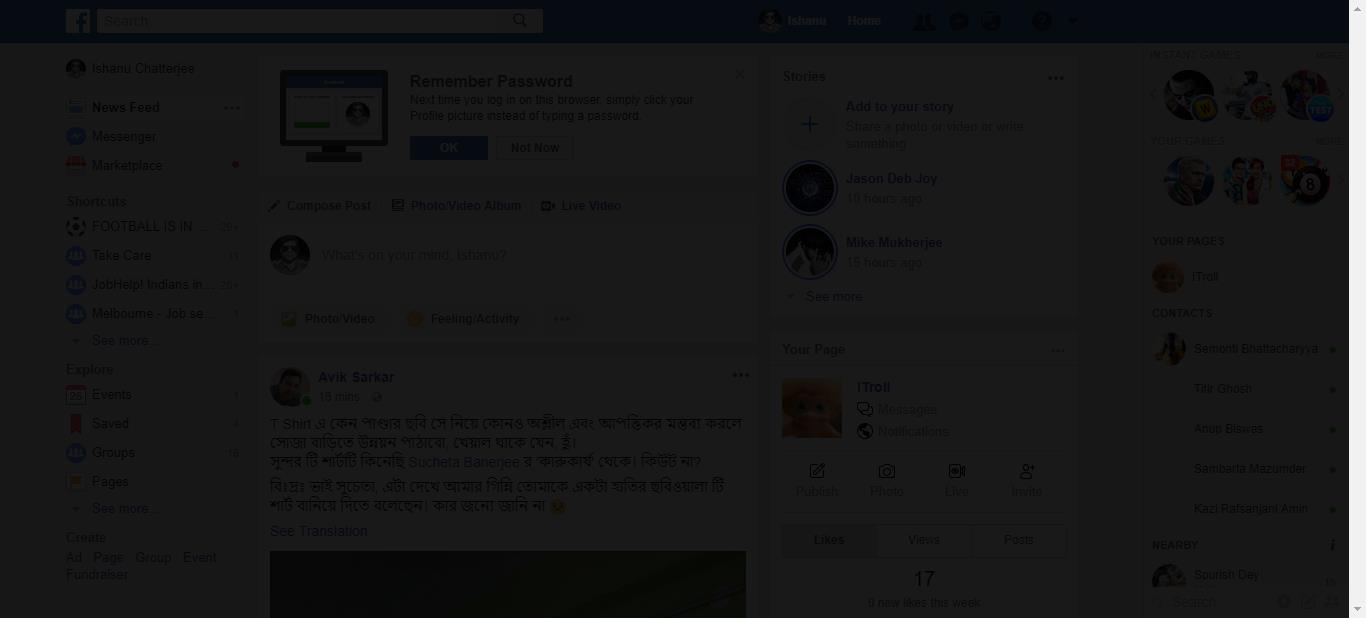 Search
Ishanu
Home
Ishanu Chatterjee
News Feed
Messenger
Marketplace
Shortcuts
FOOTBALL IS IN ... 20+
Take Care 11
JobHelp! Indians in... 20+
Melbourne - Job se... 1
See more...
Explore
Events 1
Saved 4
Groups
Pages
See more...
Create
Ad Page Group Event
Fundraiser
Remember Password
Next time you log in on this browser, simply click your
Profile picture instead of typing a password.
OK Not Now
Compose Post Photo/Video Album Live Video
What's on your mind, Ishanu?
Photo/Video Feeling/Activity
Avik Sarkar
T Shirt এ কেন পাণ্ডার ছবি সে নিয়ে কোনও অশ্লীল এবং আপত্তিকর মন্তব্য করলে
সোজা বাড়িতে উন্নয়ন পাঠাবো, খেয়াল থাকে যেন, হুঁ।
সুন্দর টি শার্টটি কিনেছি Sucheta Banerjee র 'কারুকার্য' থেকে। কিউট না?
বিঃদ্রঃ ভাই সুচেতা, এটা দেখে আমার গিন্নি তোমাকে একটা হাতির ছবিওয়ালা টি
শার্ট বানিয়ে দিতে বলেছেন। কার জন্যে জানি না
See Translation
Stories
Add to your story
Share a photo or video or write
something
Jason Deb Joy
19 hours ago
Mike Mukherjee
15 hours ago
See more
Your Page
!Troll
Messages
Notifications
Publish Photo Live Invite
Likes Views Posts
17
0 new likes this week
INSTANT GAMES MORE
YOUR GAMES MORE
YOUR PAGES
!Troll
CONTACTS
Semonti Bhattacharyya
Titir Ghosh
Anup Biswas
Sambarta Mazumder
Kazi Rafsanjani Amin
NEARBY
Spurish Dey
1h
Search